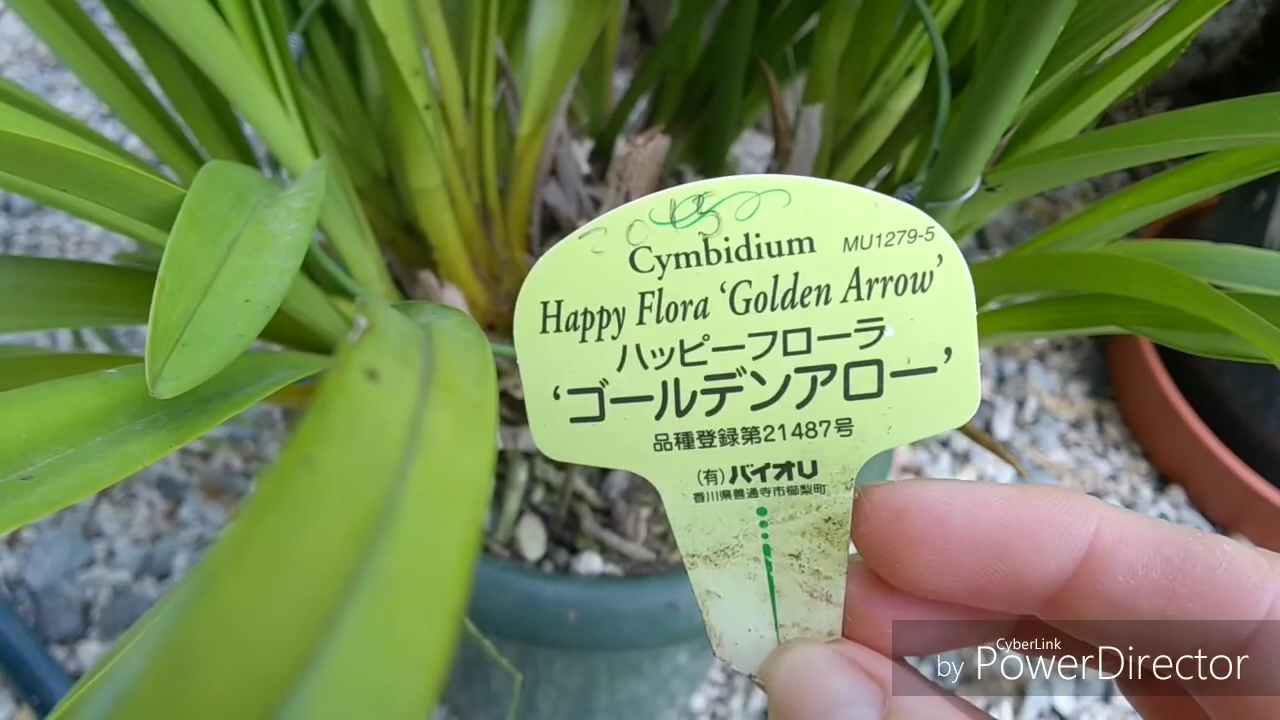 Cymbidium MU1279-5
Happy Flora ‘Golden Arrow’
ハッピーフローラ
‘ゴールデンアロー’
品種登録第21487号
(有)バイオU
香川県善通寺市櫛梨町
CyberLink
by PowerDirector